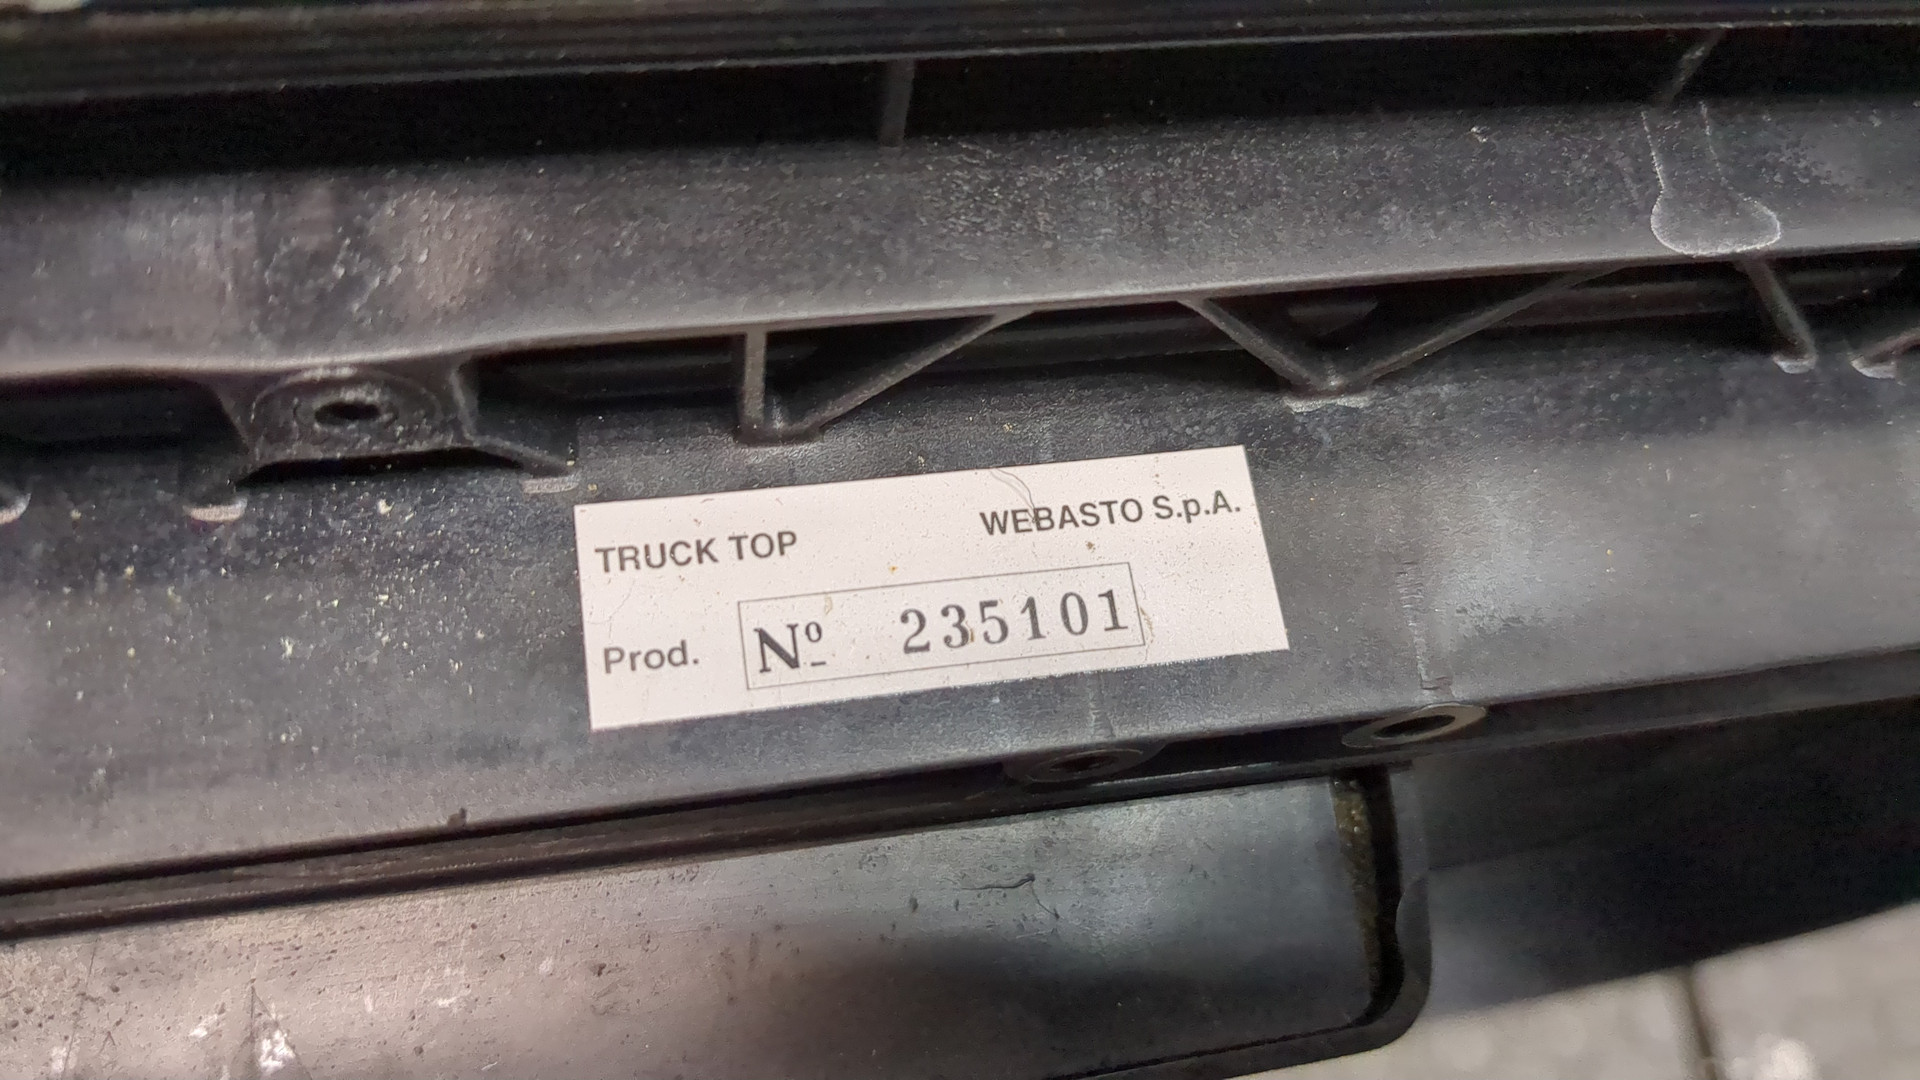 TRUCK TOP WEBASTO S.p.A.
Prod. Nº 235101